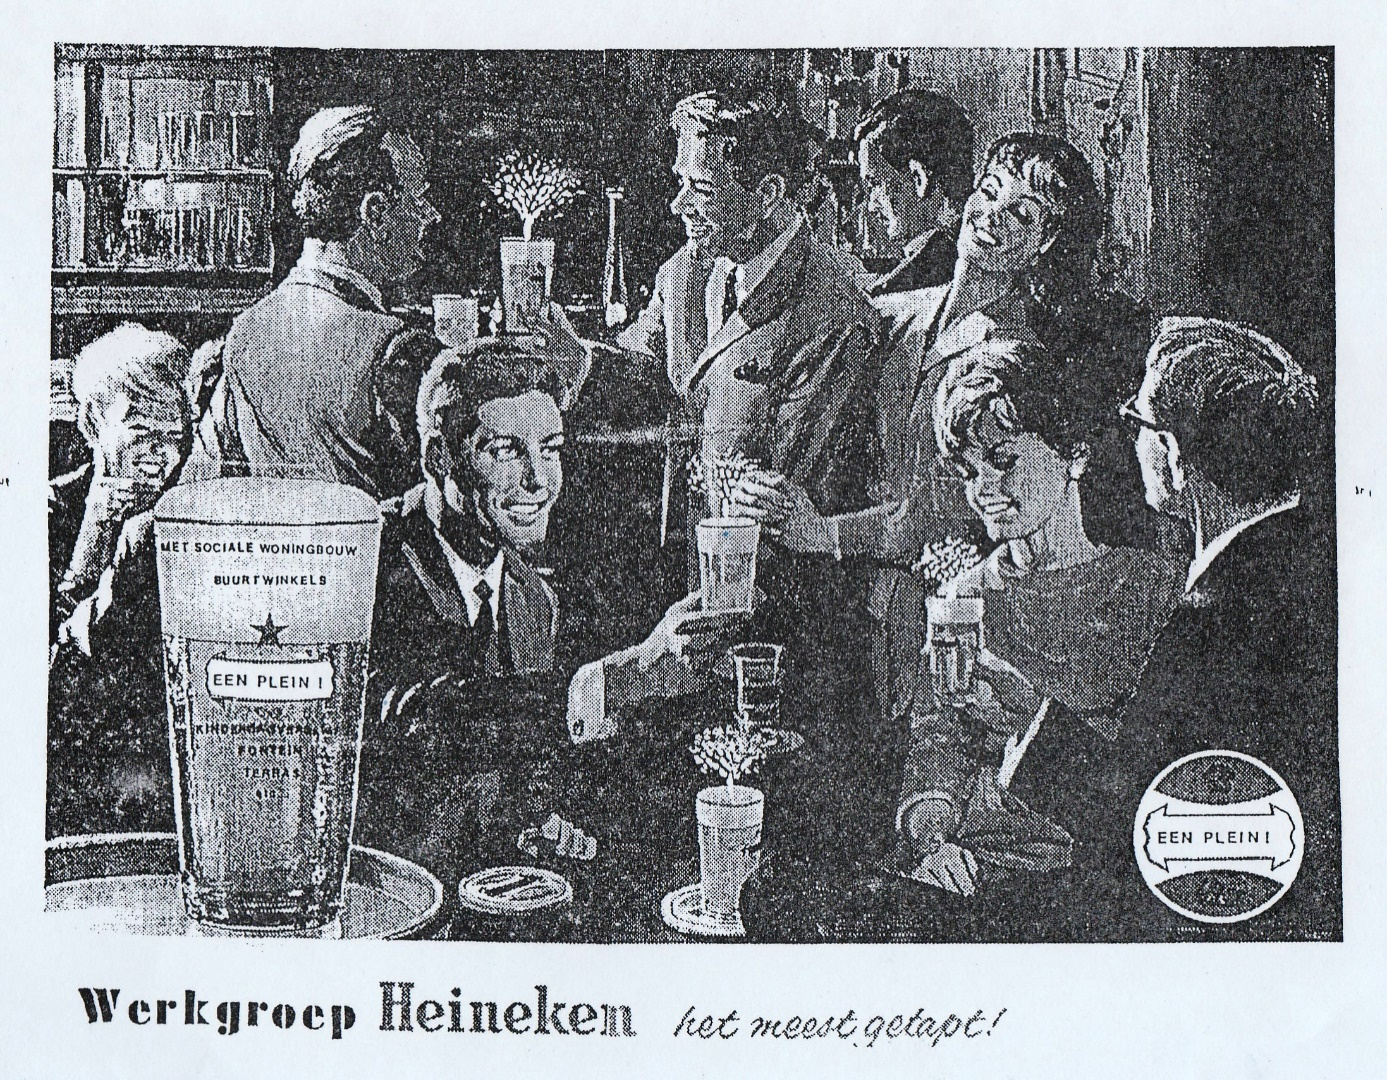 MET SOCIALE WONINGBOUW
BUURTWINKELS
EEN PLEIN !
FONTEIN
TERRAS
EEN PLEIN !
Werkgroep Heineken het meest getapt!